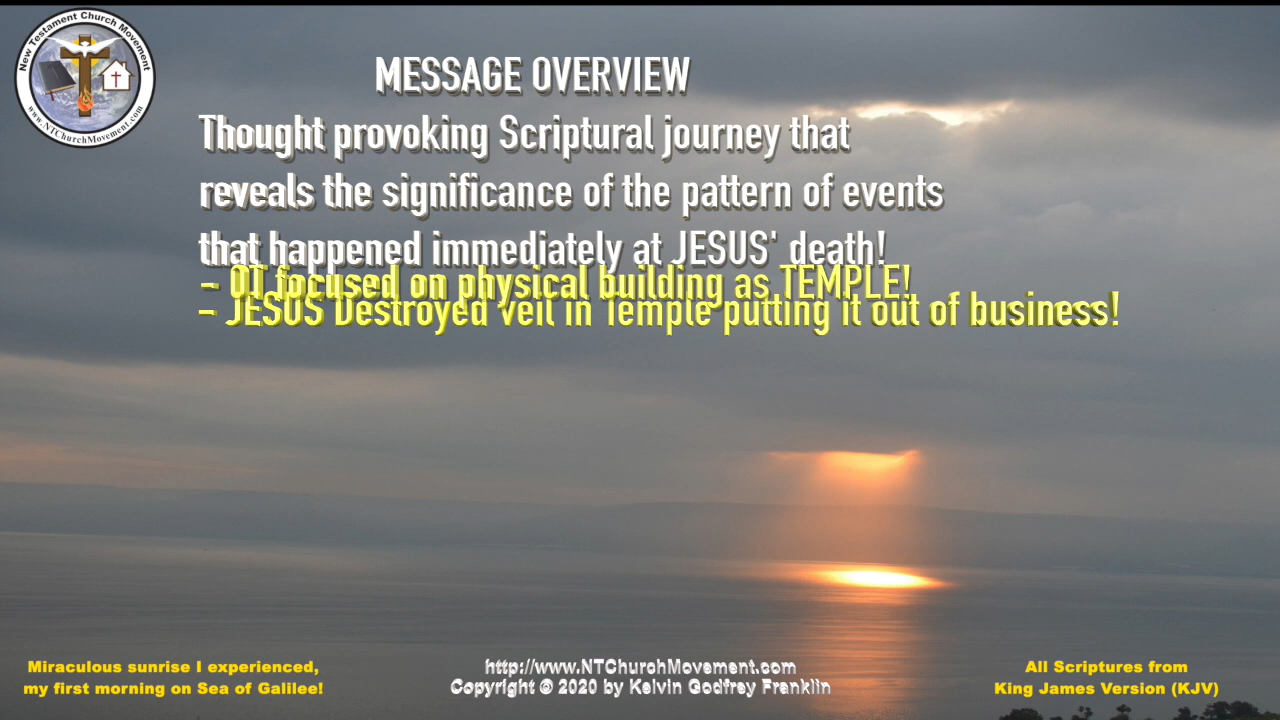 New Testament Church Movement
www.NTChurchMovement.com
MESSAGE OVERVIEW
Thought provoking Scriptural journey that
reveals the significance of the pattern of events
that happened immediately at JESUS' death!
- OT focused on physical building as TEMPLE!
- JESUS Destroyed veil in Temple putting it out of business!
Miraculous sunrise I experienced,
my first morning on Sea of Galilee!
http://www.NTChurchMovement.com
Copyright © 2020 by Kelvin Godfrey Franklin
All Scriptures from
King James Version (KJV)